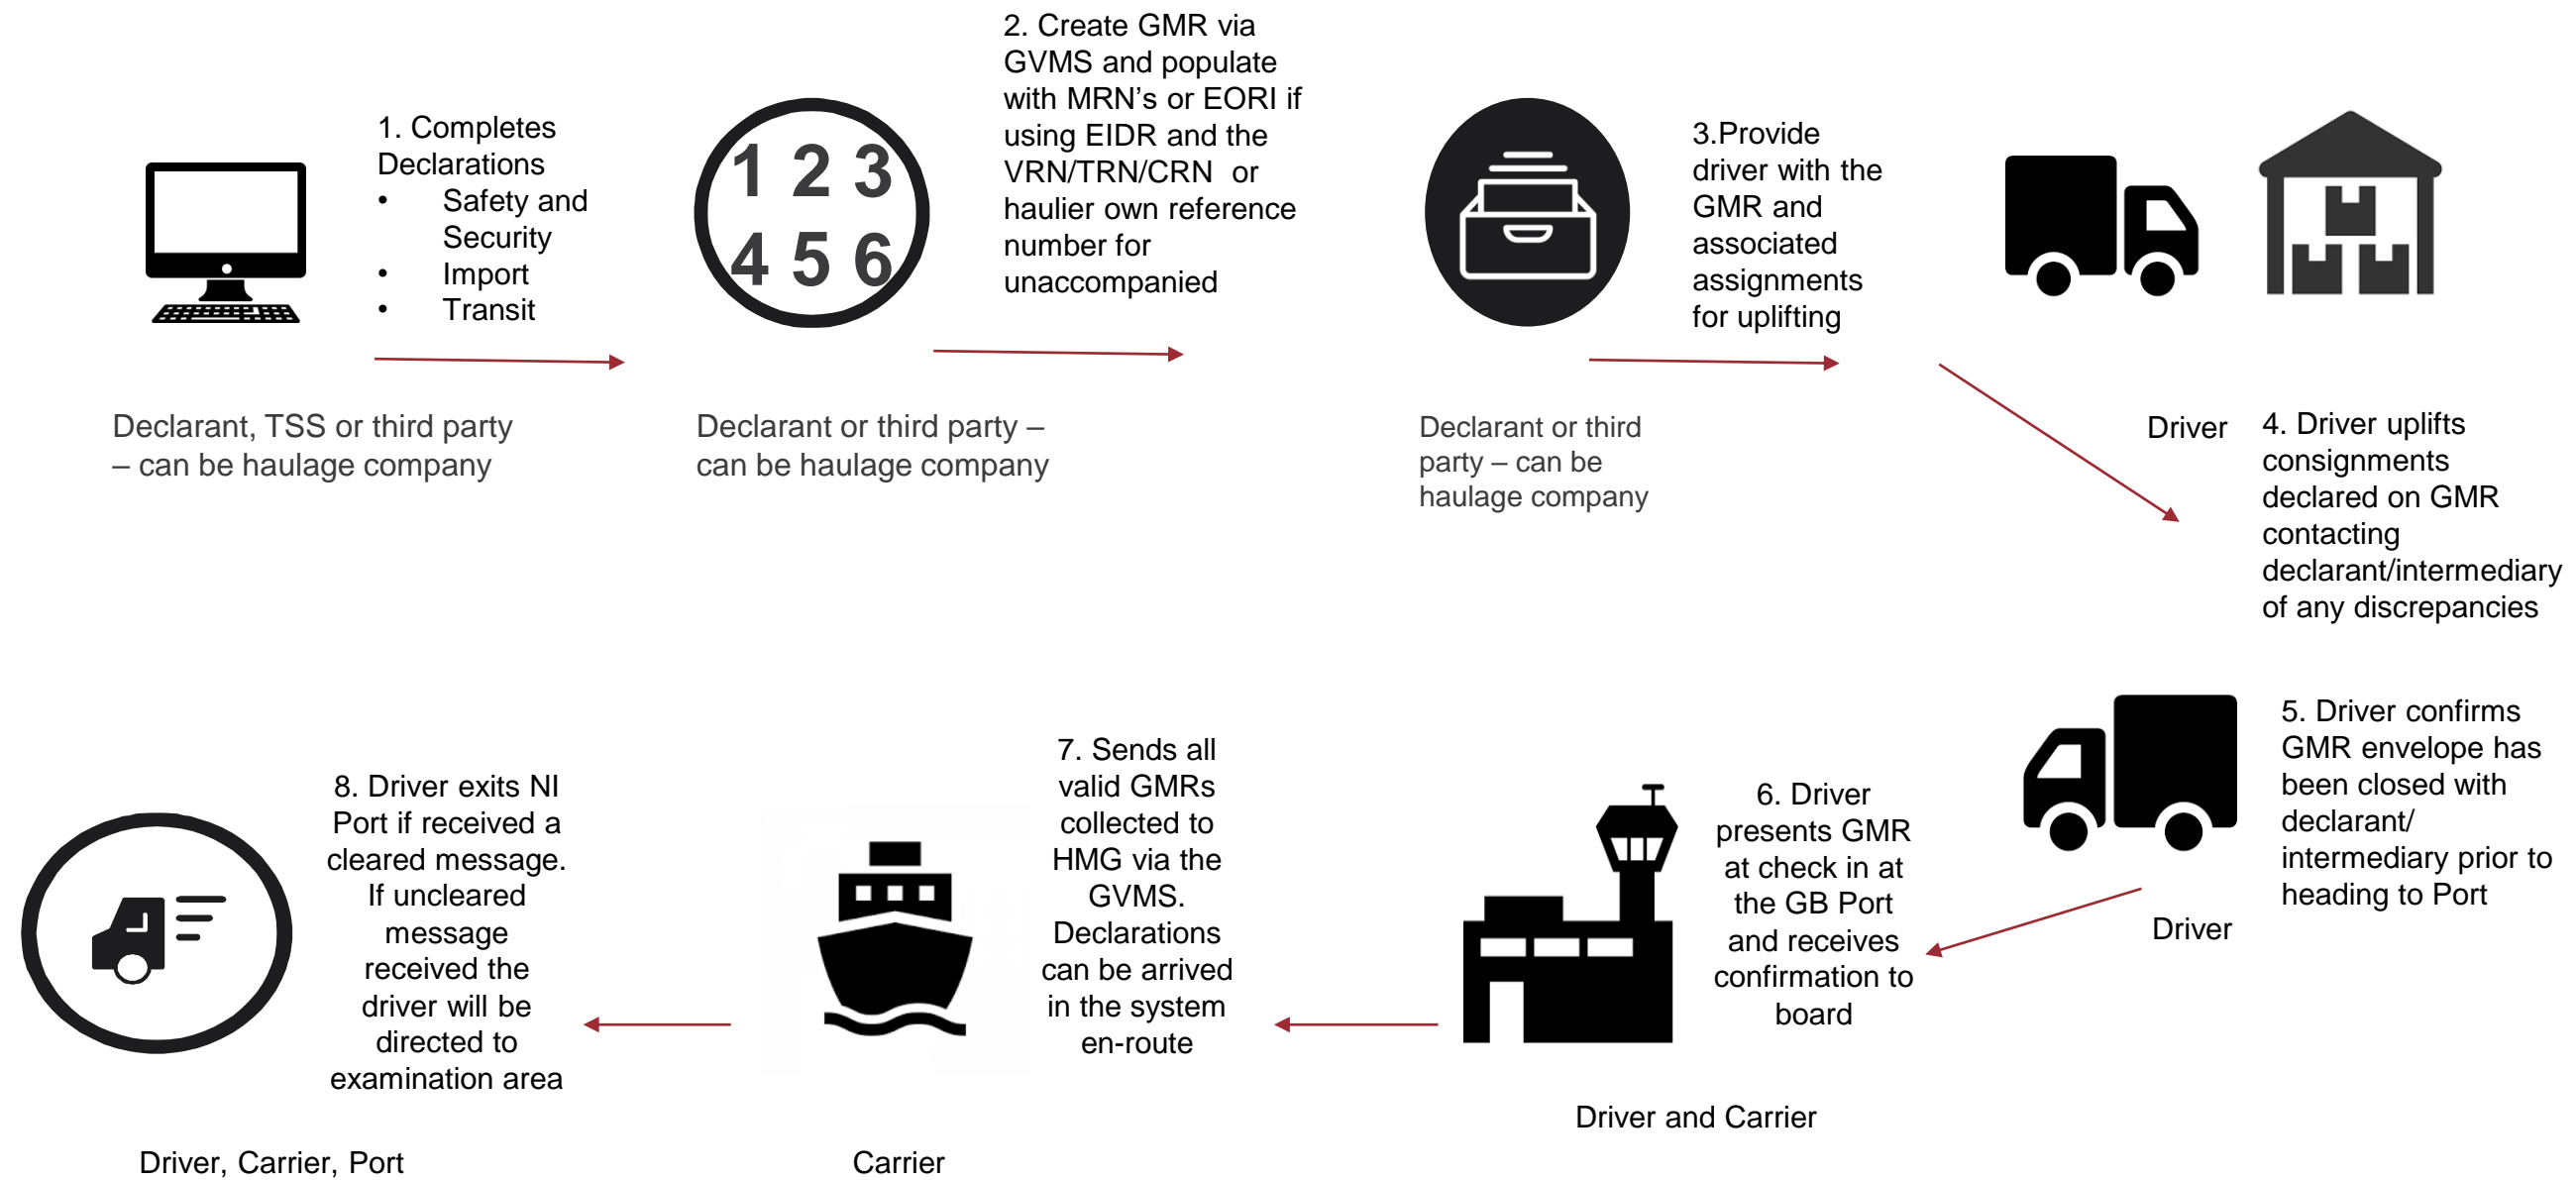 1. Completes
Declarations
• Safety and
Security
• Import
• Transit
Declarant, TSS or third party
– can be haulage company
1 2 3
4 5 6
2. Create GMR via
GVMS and populate
with MRN’s or EORI if
using EIDR and the
VRN/TRN/CRN or
haulier own reference
number for
unaccompanied
Declarant or third party –
can be haulage company
3.Provide
driver with the
GMR and
associated
assignments
for uplifting
Declarant or third
party – can be
haulage company
Driver
4. Driver uplifts
consignments
declared on GMR
contacting
declarant/intermediary
of any discrepancies
5. Driver confirms
GMR envelope has
been closed with
declarant/
intermediary prior to
heading to Port
Driver
6. Driver
presents GMR
at check in at
the GB Port
and receives
confirmation to
board
Driver and Carrier
7. Sends all
valid GMRs
collected to
HMG via the
GVMS.
Declarations
can be arrived
in the system
en-route
Carrier
8. Driver exits NI
Port if received a
cleared message.
If uncleared
message
received the
driver will be
directed to
examination area
Driver, Carrier, Port